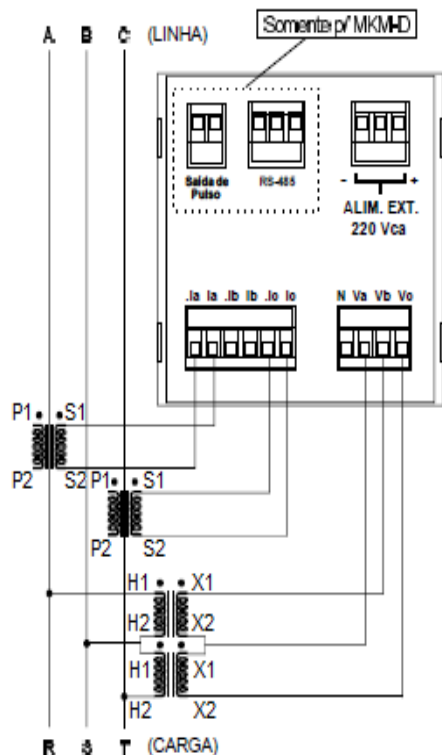 A B C (LINHA)
Somente p/ MKM-D
Saída de
Pulso
RS-485
- +
ALIM. EXT.
220 Vca
.Ia Ia .Ib Ib .Ic Ic
N Va Vb Vc
P1 S1
P2 S2
P1 S1
P2 S2
H1 X1
H2 X2
H1 X1
H2 X2
R S T (CARGA)